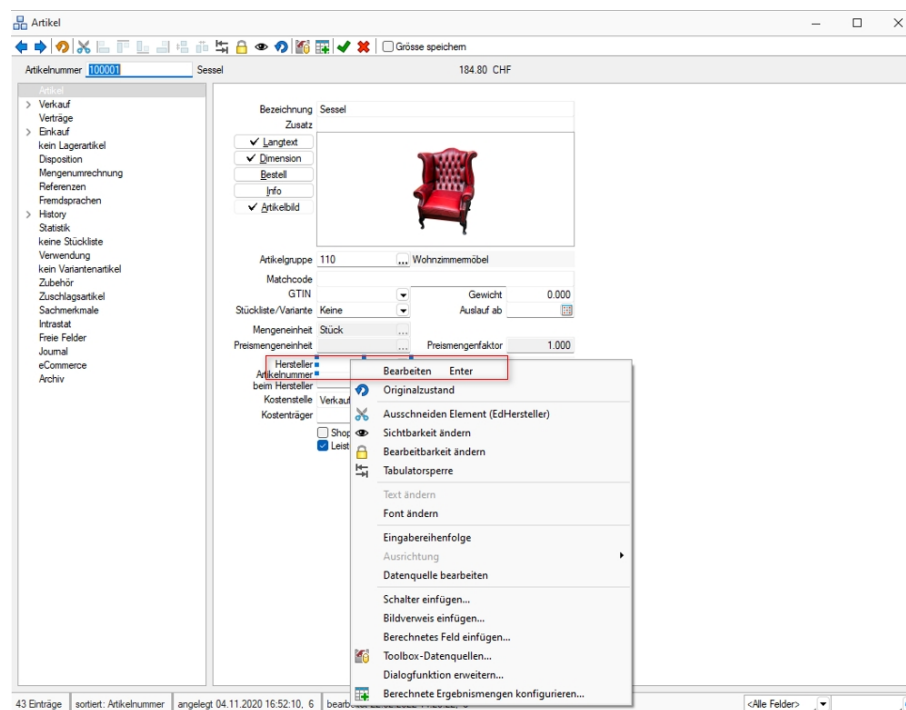 Artikel
Grösse speichern
Artikelnummer 100001 Sessel 184.80 CHF
Artikel
Verkauf
Verträge
Einkauf
kein Lagerartikel
Disposition
Mengenumrechnung
Referenzen
Fremdsprachen
History
Statistik
keine Stückliste
Verwendung
kein Variantenartikel
Zubehör
Zuschlagsartikel
Sachmerkmale
Intrastat
Freie Felder
Journal
eCommerce
Archiv
Bezeichnung Sessel
Zusatz
Langtext
Dimension
Bestell
Info
Artikelbild
Artikelgruppe 110 ... Wohnzimmermöbel
Matchcode
GTIN Gewicht 0.000
Stückliste/Variante Keine Auslauf ab
Mengeneinheit Stück ...
Preismengeneinheit ... Preismengenfaktor 1.000
Hersteller
Artikelnummer
beim Hersteller
Kostenstelle Verkauf
Kostenträger
Shop
Leist
Bearbeiten Enter
Originalzustand
Ausschneiden Element (EdHersteller)
Sichtbarkeit ändern
Bearbeitbarkeit ändern
Tabulatorsperre
Text ändern
Font ändern
Eingabereihenfolge
Ausrichtung
Datenquelle bearbeiten
Schalter einfügen...
Bildverweis einfügen...
Berechnetes Feld einfügen...
Toolbox-Datenquellen...
Dialogfunktion erweitern...
Berechnete Ergebnismengen konfigurieren...
43 Einträge sortiert: Artikelnummer angelegt 04.11.2020 16:52:10, 6 <Alle Felder>